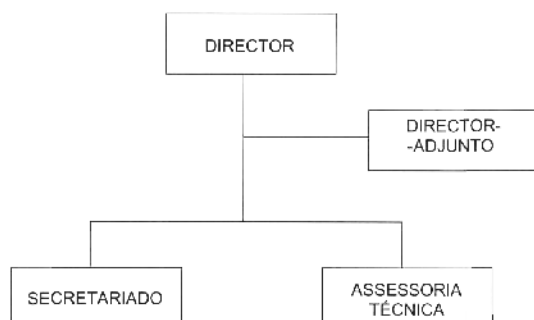 DIRECTOR
DIRECTOR-
-ADJUNTO
SECRETARIADO
ASSESSORIA
TÉCNICA